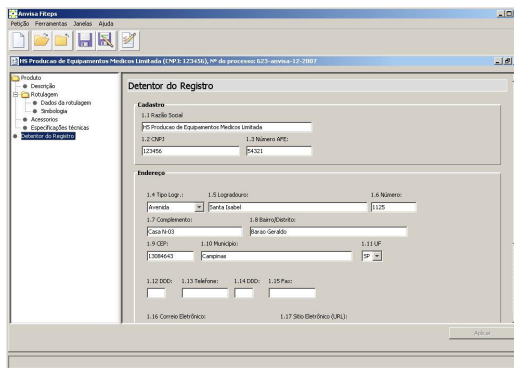 Anvisa Fiteps
Petição Ferramentas Janelas Ajuda
HS Producao de Equipamentos Medicos Limitada (CNPJ: 123456), Nº do processo: 623-anvisa-12-2007
Produto
Descrição
Rotulagem
Dados da rotulagem
Simbologia
Acessorios
Especificações técnicas
Detentor do Registro
Detentor do Registro
Cadastro
1.1 Razão Social
HS Producao de Equipamentos Medicos Limitada
1.2 CNPJ 1.3 Número AFE:
123456 54321
Endereço
1.4 Tipo Logr.: 1.5 Logradouro: 1.6 Número:
Avenida Santa Isabel 1125
1.7 Complemento: 1.8 Bairro/Distrito:
Casa N-03 Barao Geraldo
1.9 CEP: 1.10 Município: 1.11 UF
13084643 Campinas SP
1.12 DDD: 1.13 Telefone: 1.14 DDD: 1.15 Fax:
1.16 Correio Eletrônico: 1.17 Sítio Eletrônico (URL):
Aplicar